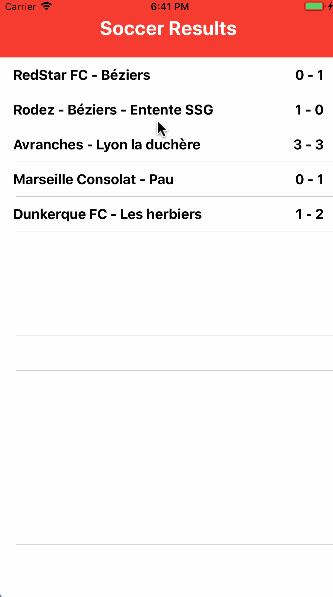 Carrier 6:41 PM
Soccer Results
RedStar FC - Béziers 0 - 1
Rodez - Béziers - Entente SSG 1 - 0
Avranches - Lyon la duchère 3 - 3
Marseille Consolat - Pau 0 - 1
Dunkerque FC - Les herbiers 1 - 2